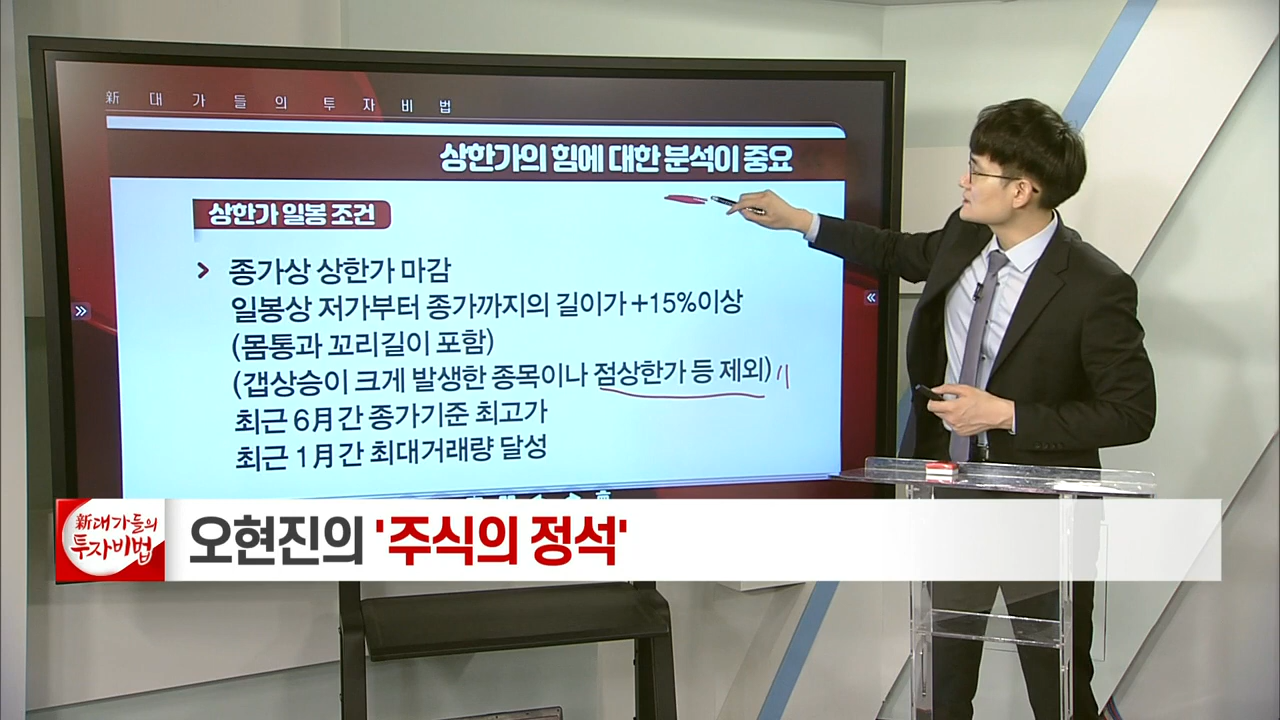 新 대 가 들 의 투 자 비 법
상한가의 힘에 대한 분석이 중요
상한가 일봉 조건
> 종가상 상한가 마감
일봉상 저가부터 종가까지의 길이가 +15%이상
(몸통과 꼬리길이 포함)
(갭상승이 크게 발생한 종목이나 점상한가 등 제외)
최근 6月간 종가기준 최고가
최근 1月간 최대거래량 달성
新대가들의
투자비법
오현진의 '주식의 정석'